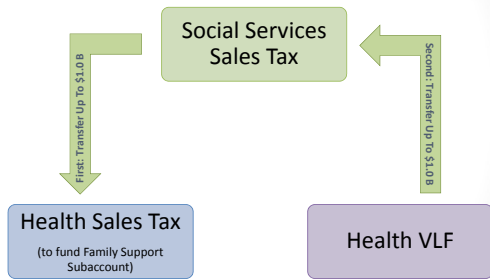 Social Services
Sales Tax
First: Transfer Up To $1.0 B
Second: Transfer Up To $1.0 B
Health Sales Tax
(to fund Family Support
Subaccount)
Health VLF